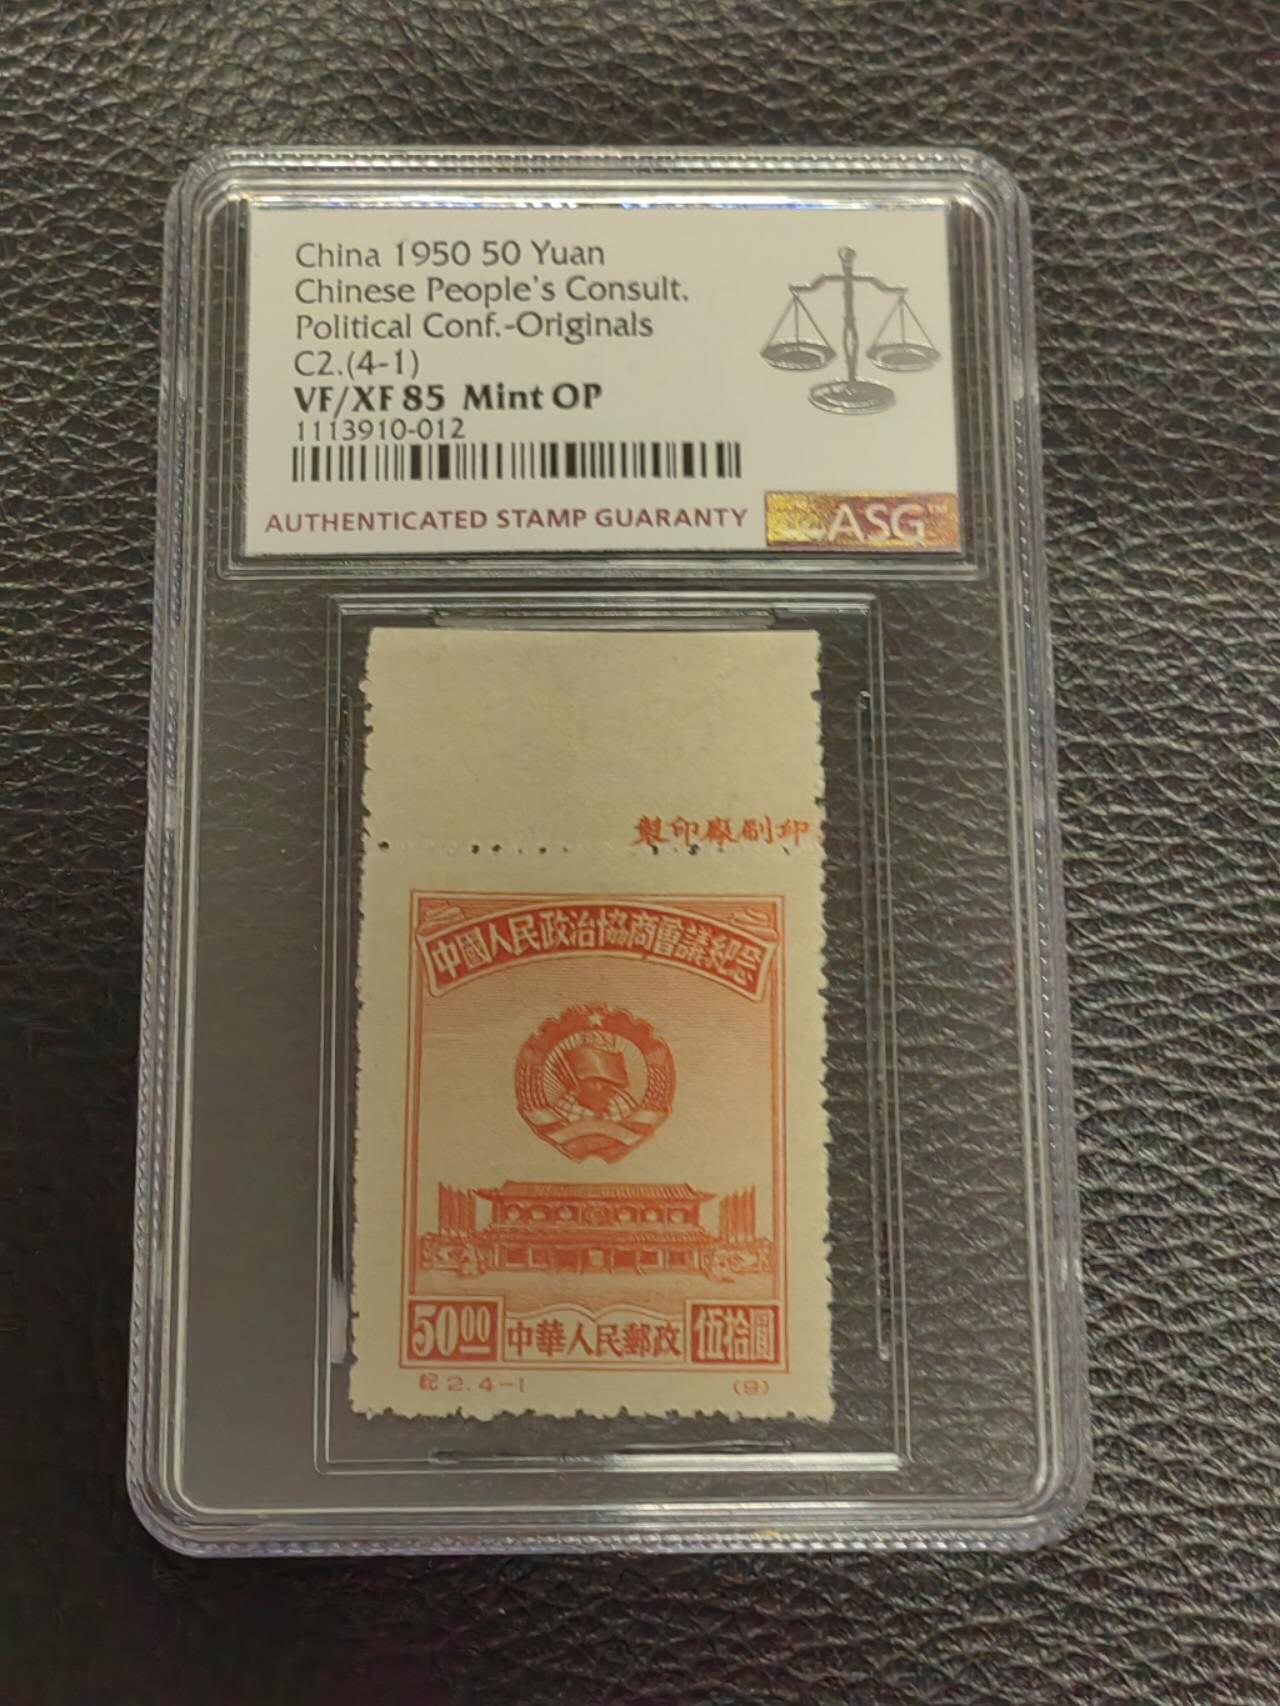 China 1950 50 Yuan
Chinese People's Consult.
Political Conf.-Originals
C2.(4-1)
VF/XF 85 Mint OP
1113910-012
AUTHENTICATED STAMP GUARANTY
ASG™
製印廠刷印
中國人民政治協商會議紀念
50.00 中華人民郵政 伍拾圓
紀2.4-1 (9)